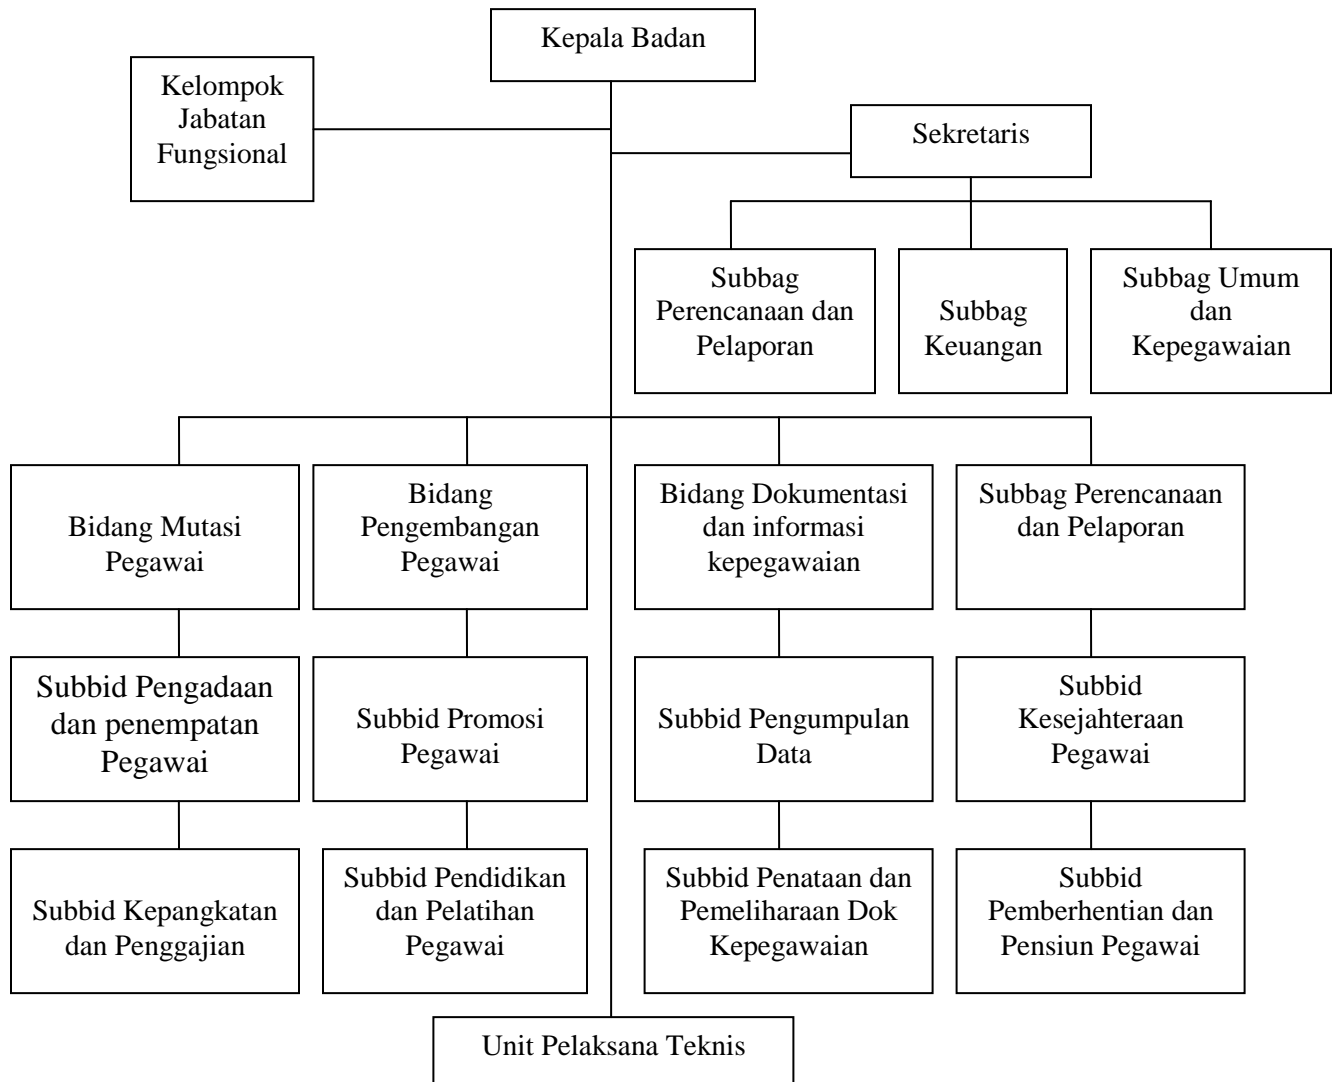 Kepala Badan
Kelompok
Jabatan
Fungsional
Sekretaris
Subbag
Perencanaan dan
Pelaporan
Subbag
Keuangan
Subbag Umum
dan
Kepegawaian
Bidang Mutasi
Pegawai
Bidang
Pengembangan
Pegawai
Bidang Dokumentasi
dan informasi
kepegawaian
Subbag Perencanaan
dan Pelaporan
Subbid Pengadaan
dan penempatan
Pegawai
Subbid Promosi
Pegawai
Subbid Pengumpulan
Data
Subbid
Kesejahteraan
Pegawai
Subbid Kepangkatan
dan Penggajian
Subbid Pendidikan
dan Pelatihan
Pegawai
Subbid Penataan dan
Pemeliharaan Dok
Kepegawaian
Subbid
Pemberhentian dan
Pensiun Pegawai
Unit Pelaksana Teknis